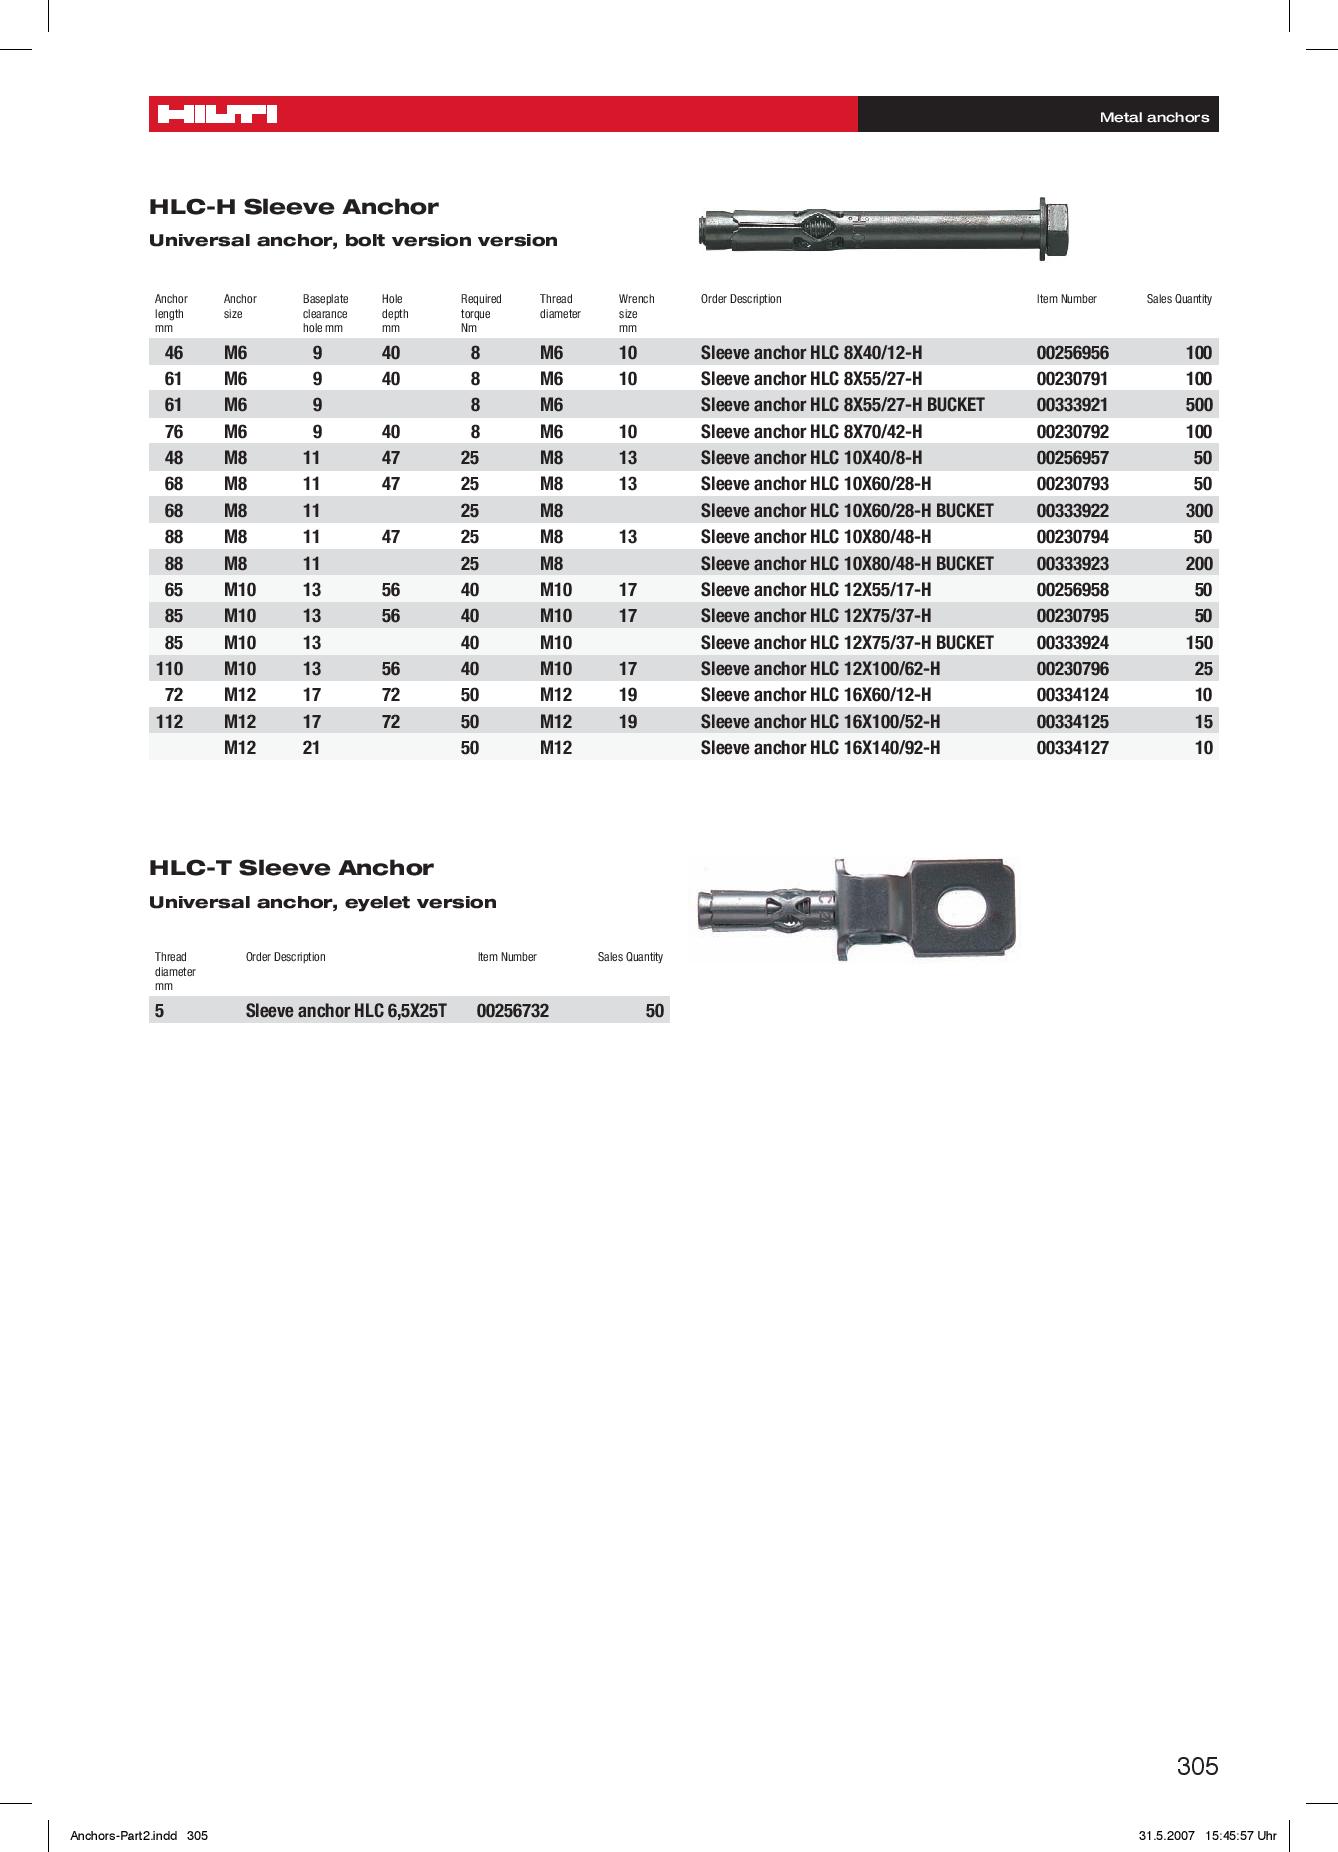 HILTI
Metal anchors
HLC-H Sleeve Anchor
Universal anchor, bolt version version
Anchor length mm Anchor size Baseplate clearance hole mm Hole depth mm Required torque Nm Thread diameter Wrench size mm Order Description Item Number Sales Quantity
46 M6 9 40 8 M6 10 Sleeve anchor HLC 8X40/12-H 00256956 100
61 M6 9 40 8 M6 10 Sleeve anchor HLC 8X55/27-H 00230791 100
61 M6 9 8 M6 Sleeve anchor HLC 8X55/27-H BUCKET 00333921 500
76 M6 9 40 8 M6 10 Sleeve anchor HLC 8X70/42-H 00230792 100
48 M8 11 47 25 M8 13 Sleeve anchor HLC 10X40/8-H 00256957 50
68 M8 11 47 25 M8 13 Sleeve anchor HLC 10X60/28-H 00230793 50
68 M8 11 25 M8 Sleeve anchor HLC 10X60/28-H BUCKET 00333922 300
88 M8 11 47 25 M8 13 Sleeve anchor HLC 10X80/48-H 00230794 50
88 M8 11 25 M8 Sleeve anchor HLC 10X80/48-H BUCKET 00333923 200
65 M10 13 56 40 M10 17 Sleeve anchor HLC 12X55/17-H 00256958 50
85 M10 13 56 40 M10 17 Sleeve anchor HLC 12X75/37-H 00230795 50
85 M10 13 40 M10 Sleeve anchor HLC 12X75/37-H BUCKET 00333924 150
110 M10 13 56 40 M10 17 Sleeve anchor HLC 12X100/62-H 00230796 25
72 M12 17 72 50 M12 19 Sleeve anchor HLC 16X60/12-H 00334124 10
112 M12 17 72 50 M12 19 Sleeve anchor HLC 16X100/52-H 00334125 15
M12 21 50 M12 Sleeve anchor HLC 16X140/92-H 00334127 10
HLC-T Sleeve Anchor
Universal anchor, eyelet version
Thread diameter mm Order Description Item Number Sales Quantity
5 Sleeve anchor HLC 6,5X25T 00256732 50
305
Anchors-Part2.indd 305
31.5.2007 15:45:57 Uhr